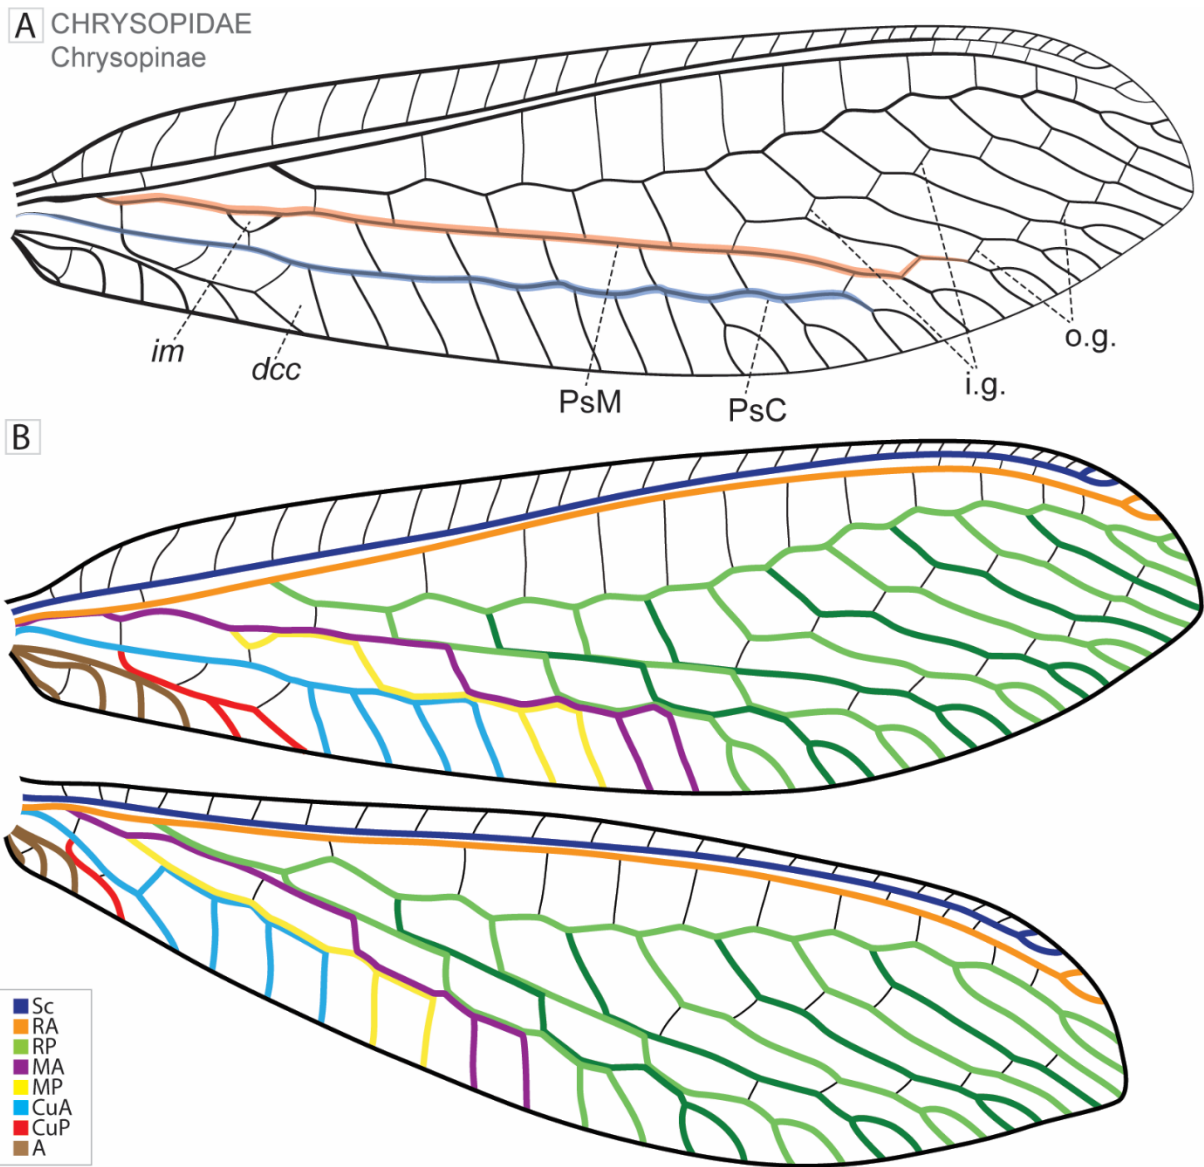 A CHRYSOPIDAE
Chrysopinae
im
dcc
PsM
PsC
i.g.
o.g.
B
Sc
RA
RP
MA
MP
CuA
CuP
A